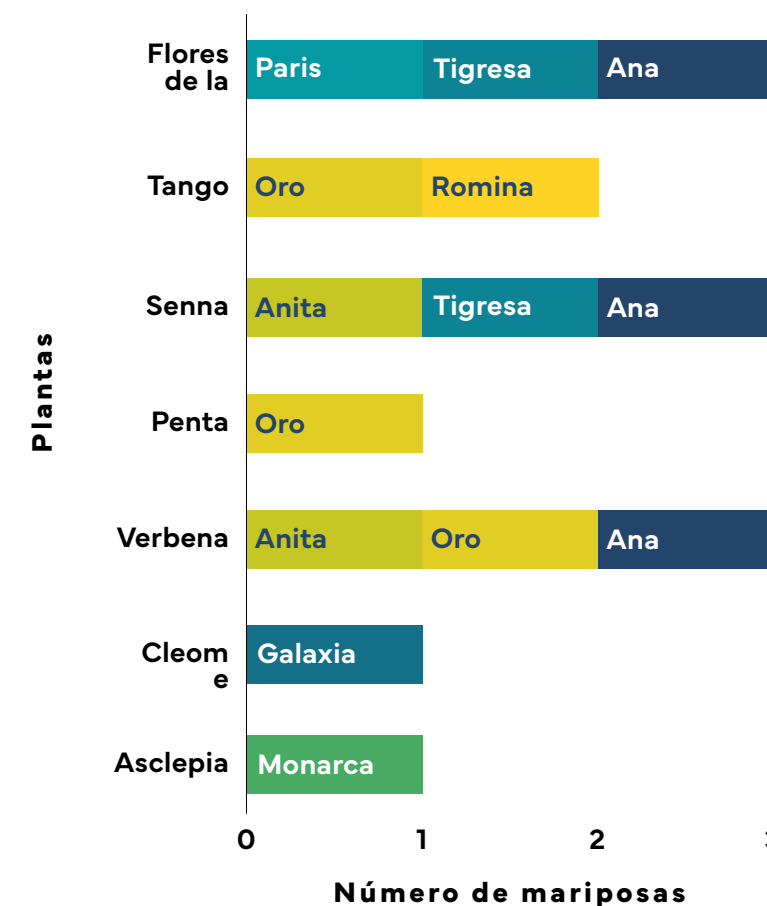 Flores
de la
Paris Tigresa Ana
Tango Oro Romina
Senna Anita Tigresa Ana
Penta Oro
Verbena Anita Oro Ana
Cleom
e
Galaxia
Asclepia Monarca
0 1 2
Número de mariposas
Plantas